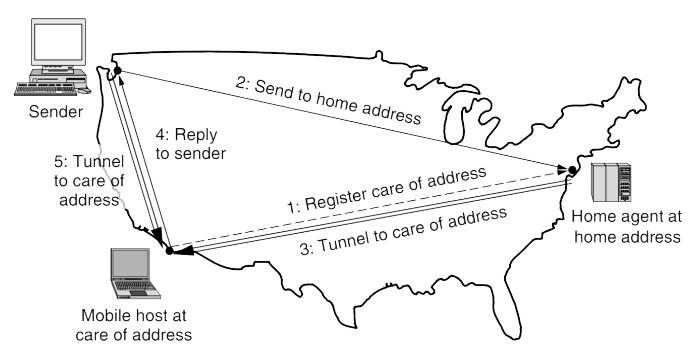 Sender
2: Send to home address
4: Reply
to sender
5: Tunnel
to care of
address
1: Register care of address
3: Tunnel to care of address
Home agent at
home address
Mobile host at
care of address